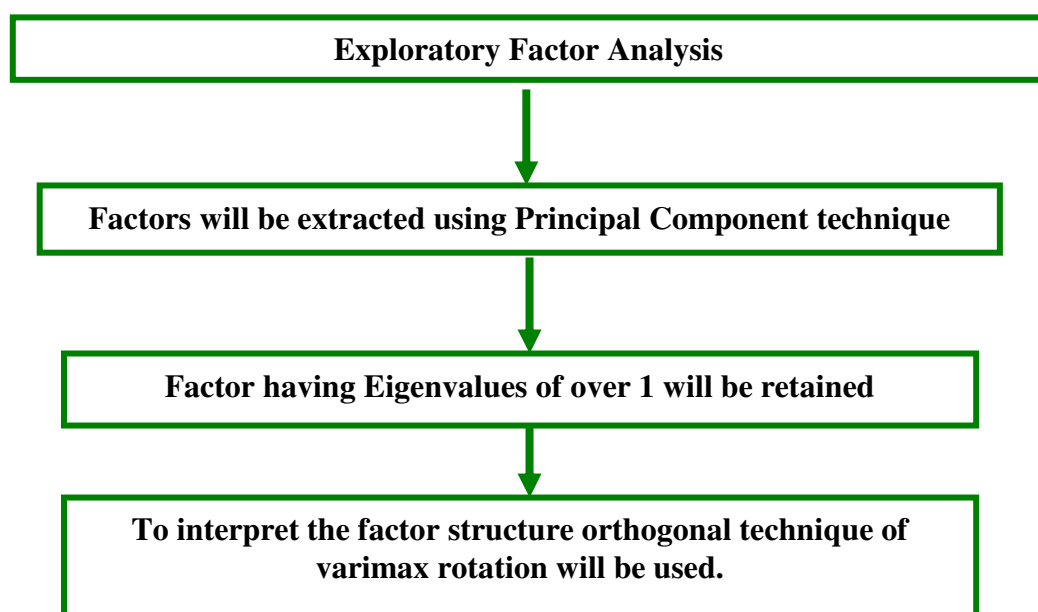 Exploratory Factor Analysis
Factors will be extracted using Principal Component technique
Factor having Eigenvalues of over 1 will be retained
To interpret the factor structure orthogonal technique of
varimax rotation will be used.